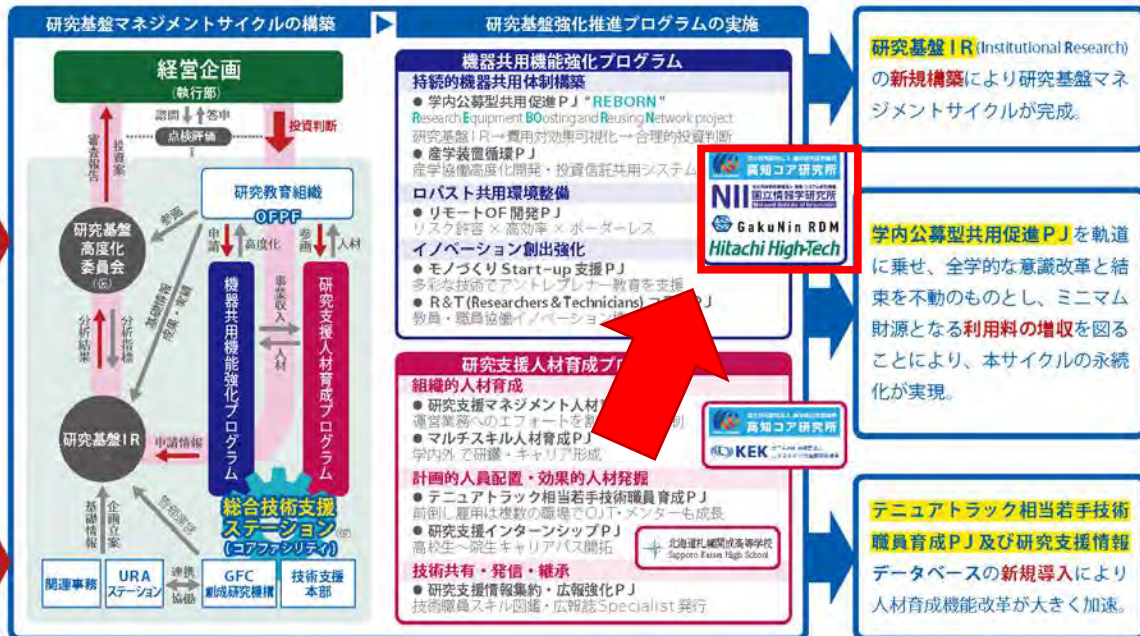 研究基盤マネジメントサイクルの構築
経営企画
(執行部)
諮問
答申
点検評価
投資判断
投資案
審査報告
研究教育組織
OFPF
参画
研究基盤
高度化
委員会
(仮)
申請
高度化
参画
人材
基礎情報
成果・実績
機器共用機能強化プログラム
事業収入
人材
研究支援人材育成プログラム
分析結果
分析指標
研究基盤IR
申請情報
総合技術支援
ステーション(仮)
(コアファシリティ)
基礎情報
企画立案
関連事務
URA
ステーション
連携
協働
GFC
創成研究機構
技術支援
本部
研究基盤強化推進プログラムの実施
機器共用機能強化プログラム
持続的機器共用体制構築
● 学内公募型共用促進PJ “REBORN”
Research Equipment BOosting and Reusing Network project
研究基盤IR→費用対効果可視化→合理的投資判断
● 産学装置循環PJ
産学協働高度化開発・投資信託共用システム
ロバスト共用環境整備
● リモートOF開発PJ
リスク許容 × 高効率 × ボーダーレス
イノベーション創出強化
● モノづくりStart-up支援PJ
多彩な技術でアントレプレナー教育を支援
● R&T (Researchers & Technicians) コ
PJ
教員・職員協働イノベーション
高知コア研究所
NII 国立情報学研究所
GakuNin RDM
Hitachi High-Tech
研究支援人材育成プ
組織的人材育成
● 研究支援マネジメント人材
運営業務へのエフォートを
制
● マルチスキル人材育成PJ
学内外で研鑽・キャリア形成
高知コア研究所
KEK
計画的人員配置・効果的人材発掘
● テニュアトラック相当若手技術職員育成PJ
前倒し雇用は複数の職場でOJT・メンターも成長
● 研究支援インターンシップPJ
高校生～院生キャリアパス開拓
北海道札幌開成高等学校
Sapporo Kaisei High School
技術共有・発信・継承
● 研究支援情報集約・広報強化PJ
技術職員スキル図鑑・広報誌Specialist 発行
研究基盤IR(Institutional Research)
の新規構築により研究基盤マネ
ジメントサイクルが完成。
学内公募型共用促進PJを軌道
に乗せ、全学的な意識改革と結
束を不動のものとし、ミニマム
財源となる利用料の増収を図る
ことにより、本サイクルの永続
化が実現。
テニュアトラック相当若手技術
職員育成PJ及び研究支援情報
データベースの新規導入により
人材育成機能改革が大きく加速。